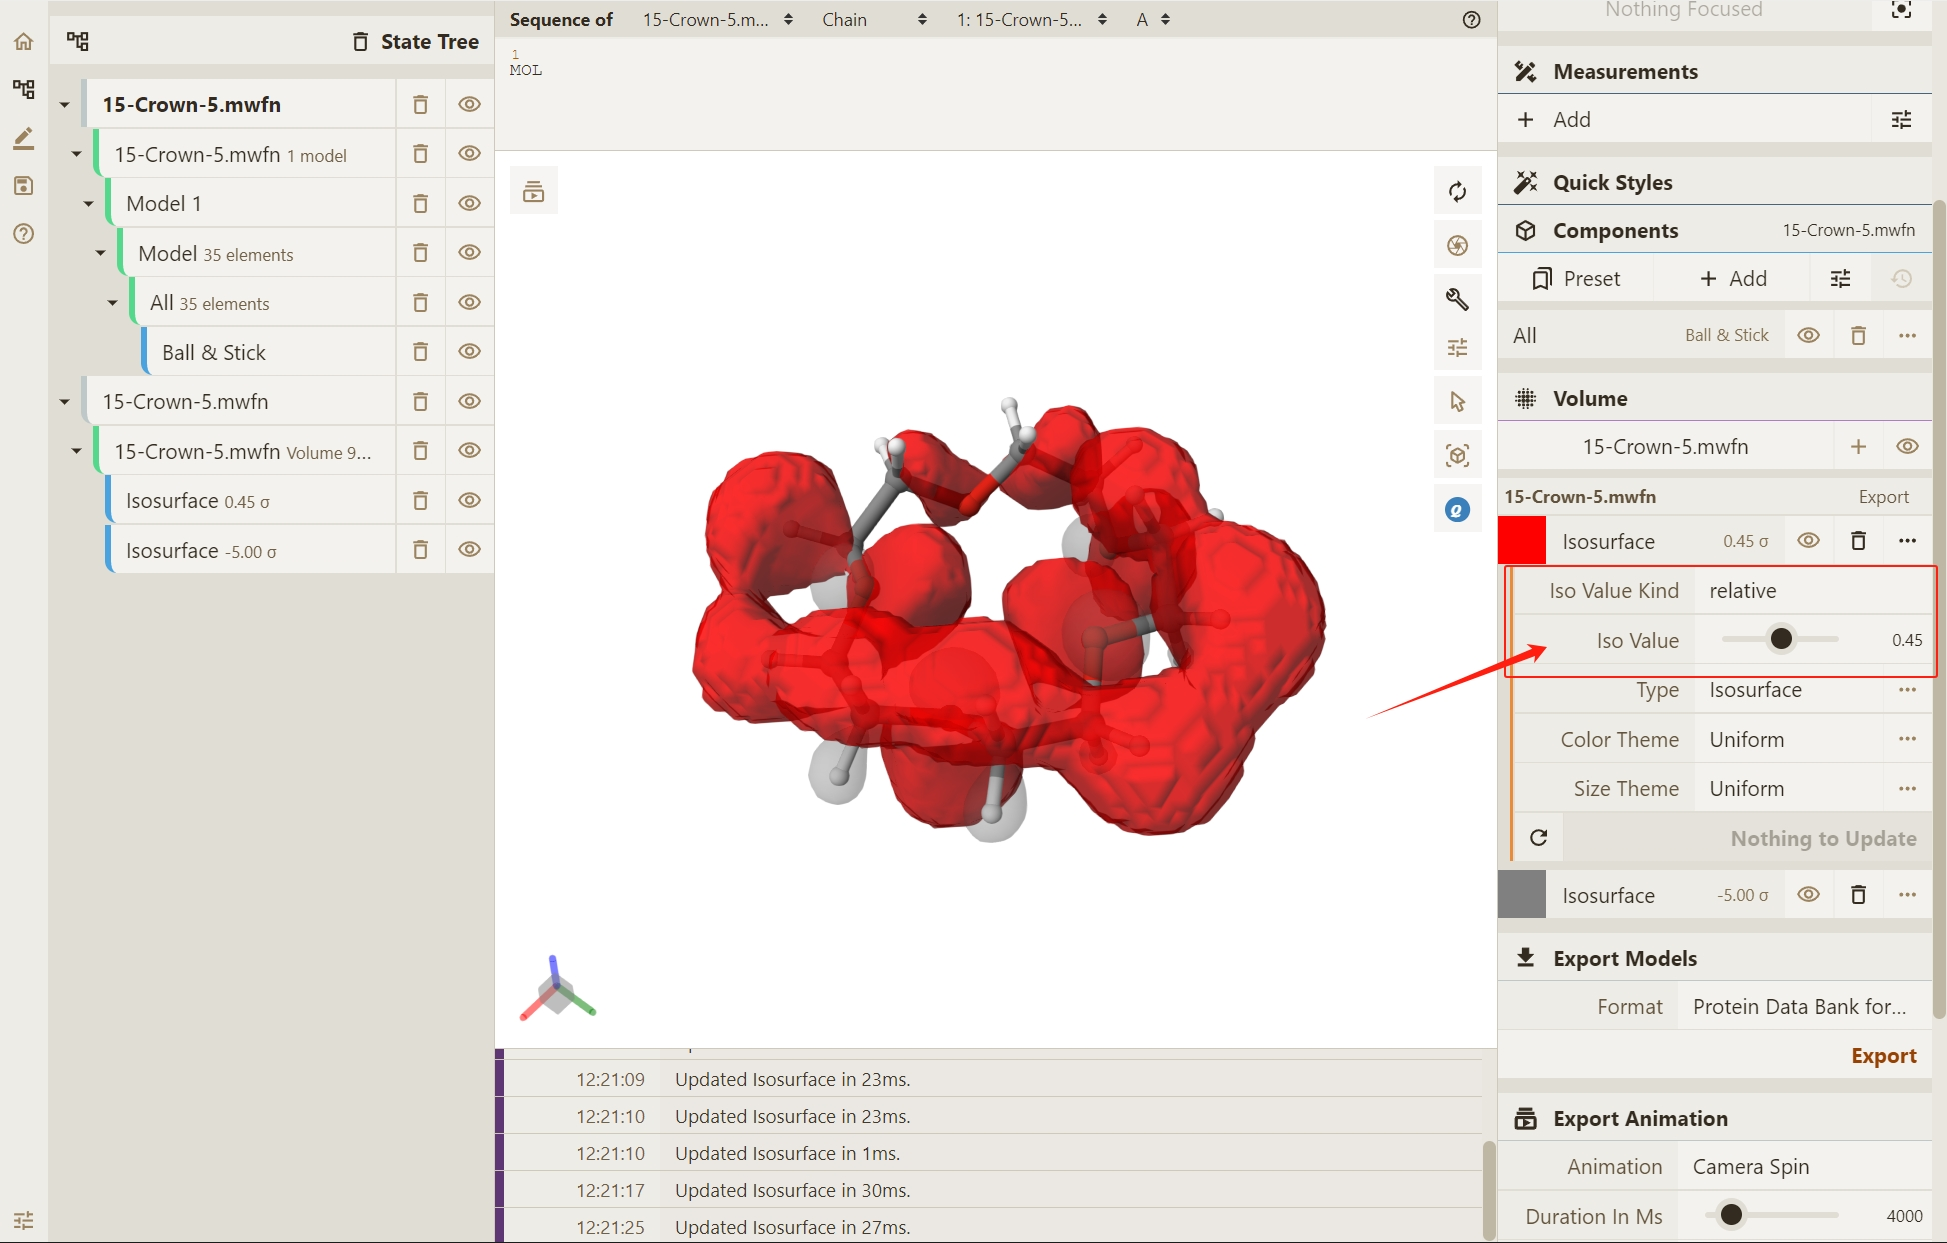 State Tree
15-Crown-5.mwfn
15-Crown-5.mwfn 1 model
Model 1
Model 35 elements
All 35 elements
Ball & Stick
15-Crown-5.mwfn
15-Crown-5.mwfn Volume 9...
Isosurface 0.45 σ
Isosurface -5.00 σ
Sequence of 15-Crown-5.m... Chain 1: 15-Crown-5... A
1
MOL
12:21:09 Updated Isosurface in 23ms.
12:21:10 Updated Isosurface in 23ms.
12:21:10 Updated Isosurface in 1ms.
12:21:17 Updated Isosurface in 30ms.
12:21:25 Updated Isosurface in 27ms.
Nothing Focused
Measurements
+ Add
Quick Styles
Components 15-Crown-5.mwfn
Preset + Add
All Ball & Stick
Volume
15-Crown-5.mwfn
15-Crown-5.mwfn Export
Isosurface 0.45 σ
Iso Value Kind relative
Iso Value 0.45
Type Isosurface
Color Theme Uniform
Size Theme Uniform
Nothing to Update
Isosurface -5.00 σ
Export Models
Format Protein Data Bank for...
Export
Export Animation
Animation Camera Spin
Duration In Ms 4000